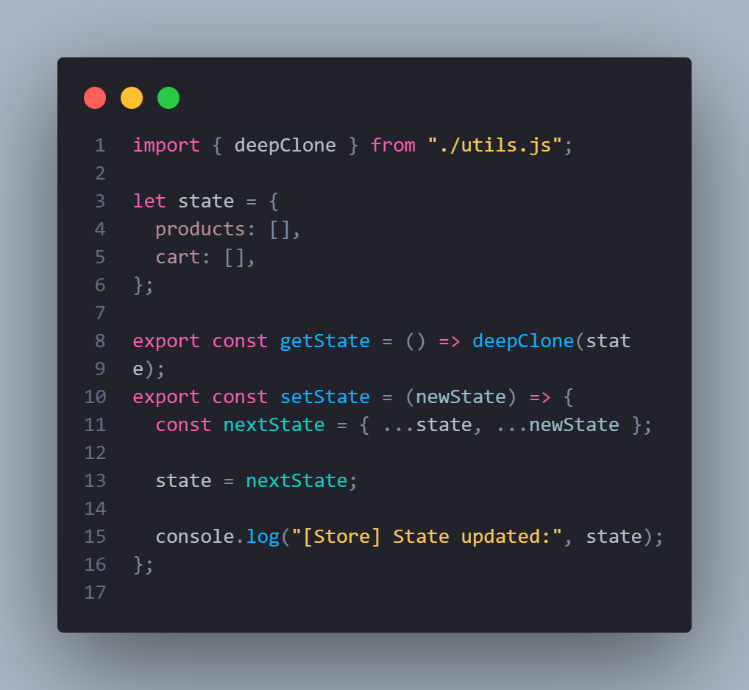 1 import { deepClone } from "./utils.js";
2
3 let state = {
4   products: [],
5   cart: [],
6 };
7
8 export const getState = () => deepClone(stat
9 e);
10 export const setState = (newState) => {
11   const nextState = { ...state, ...newState };
12
13   state = nextState;
14
15   console.log("[Store] State updated:", state);
16 };
17